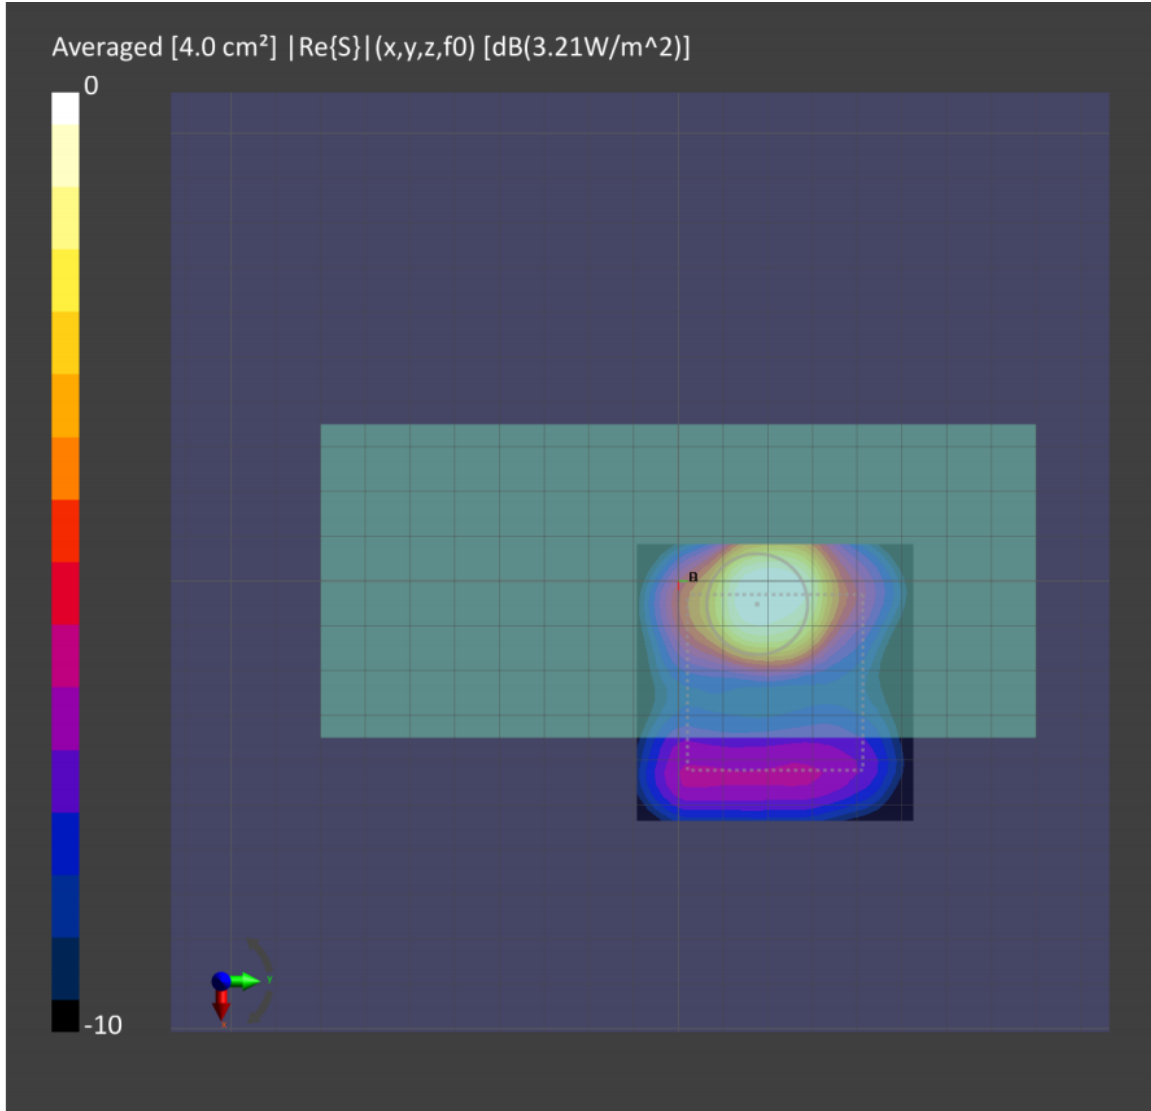 Averaged [4.0 cm²] |Re{S}|(x,y,z,f0) [dB(3.21W/m^2)]
0
-10
Y
X